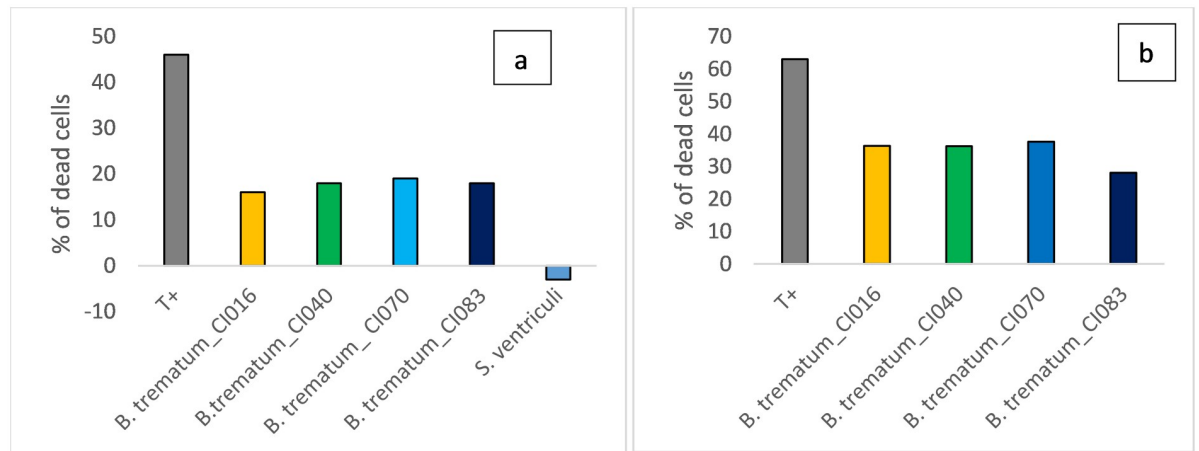 a
% of dead cells
50
40
30
20
10
0
-10
T+
B. trematum_CI016
B.trematum_CI040
B. trematum_ CI070
B. trematum_CI083
S. ventriculi
b
% of dead cells
70
60
50
40
30
20
10
0
T+
B. trematum_CI016
B. trematum_CI040
B. trematum_CI070
B. trematum_CI083